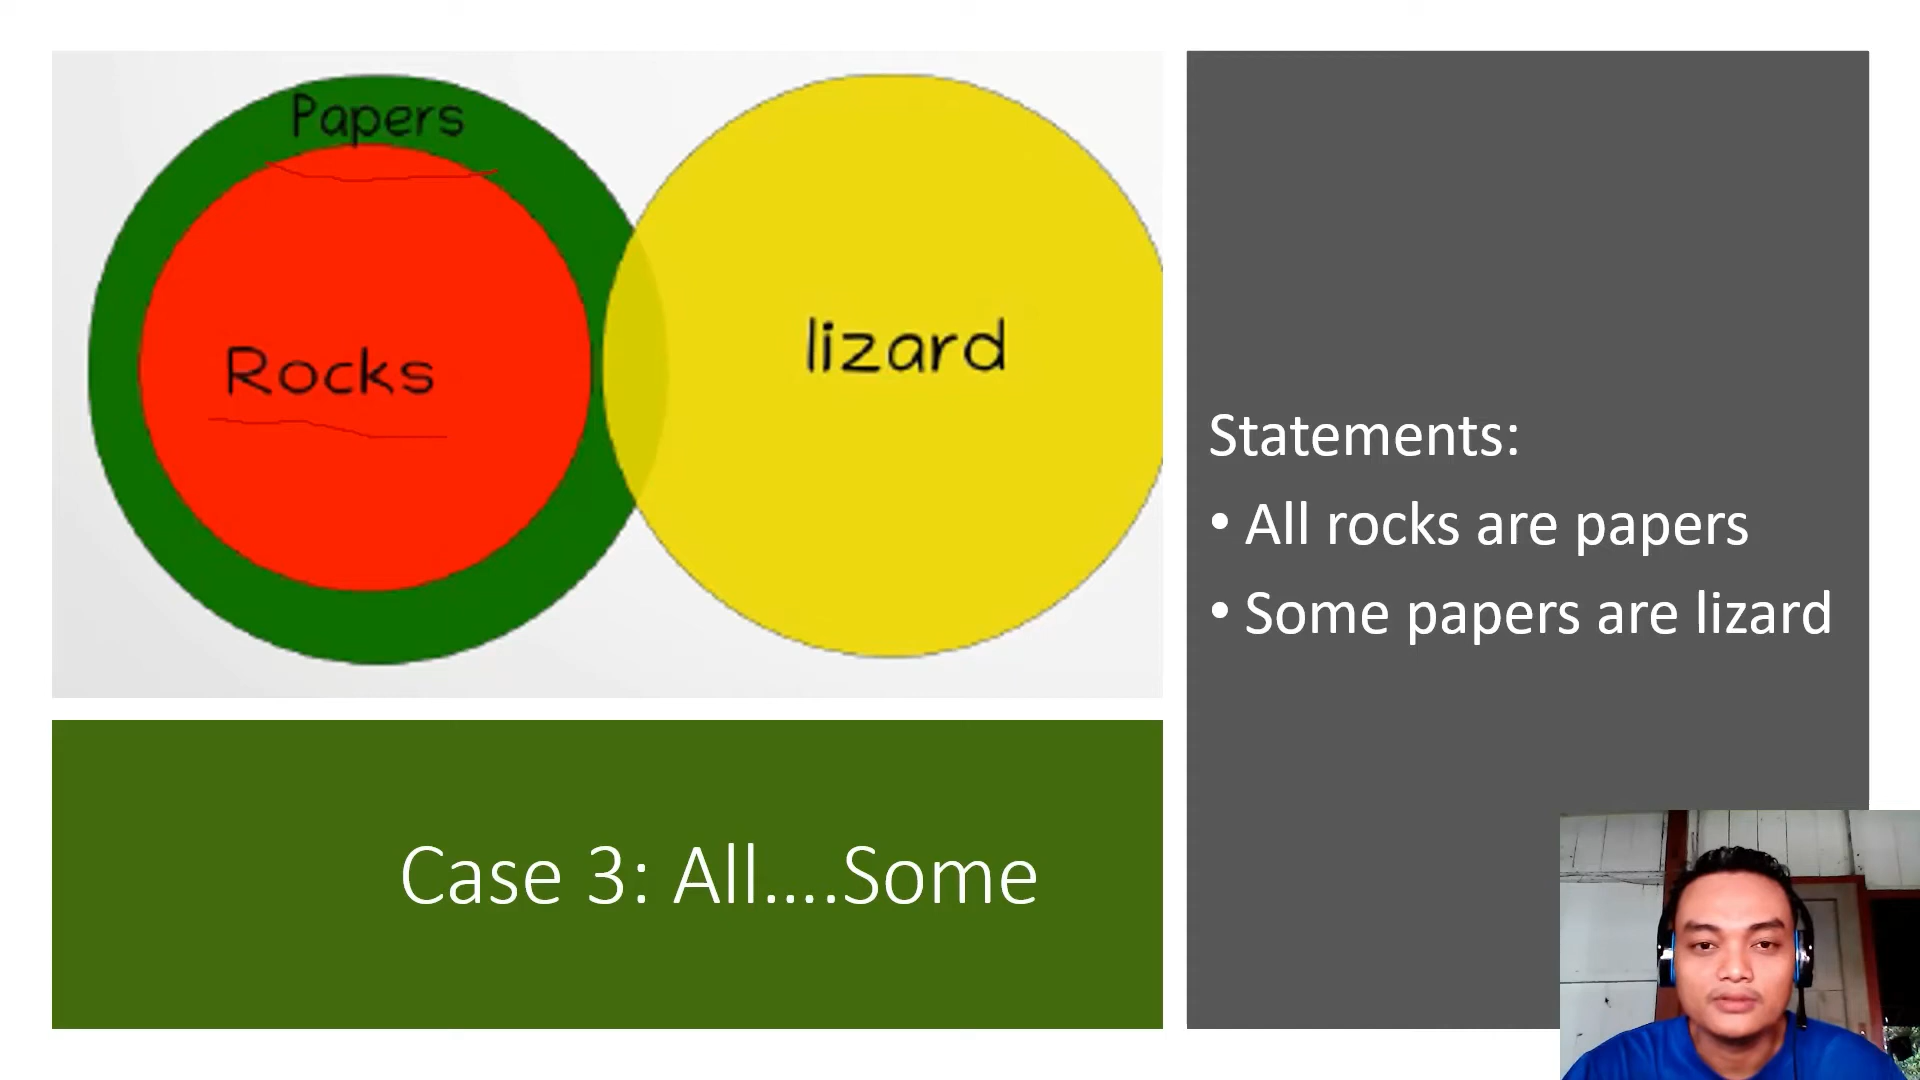 Papers
Rocks
lizard
Case 3: All....Some
Statements:
• All rocks are papers
• Some papers are lizard